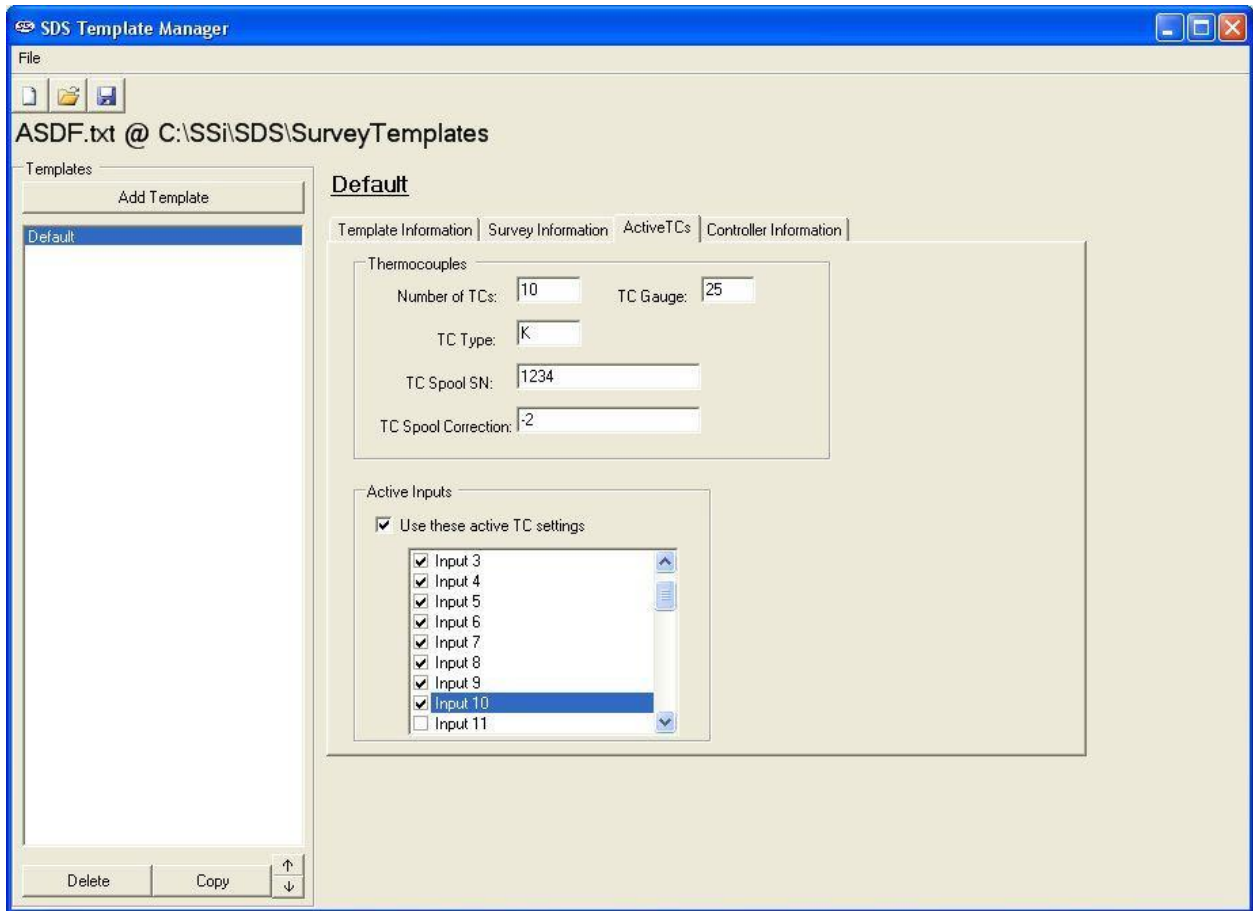 SDS Template Manager
File
ASDF.txt @ C:\SSi\SDS\SurveyTemplates
Templates
Add Template
Default
Delete
Copy
Default
Template Information
Survey Information
ActiveTCs
Controller Information
Thermocouples
Number of TCs: 10
TC Gauge: 25
TC Type: K
TC Spool SN: 1234
TC Spool Correction: -2
Active Inputs
Use these active TC settings
Input 3
Input 4
Input 5
Input 6
Input 7
Input 8
Input 9
Input 10
Input 11